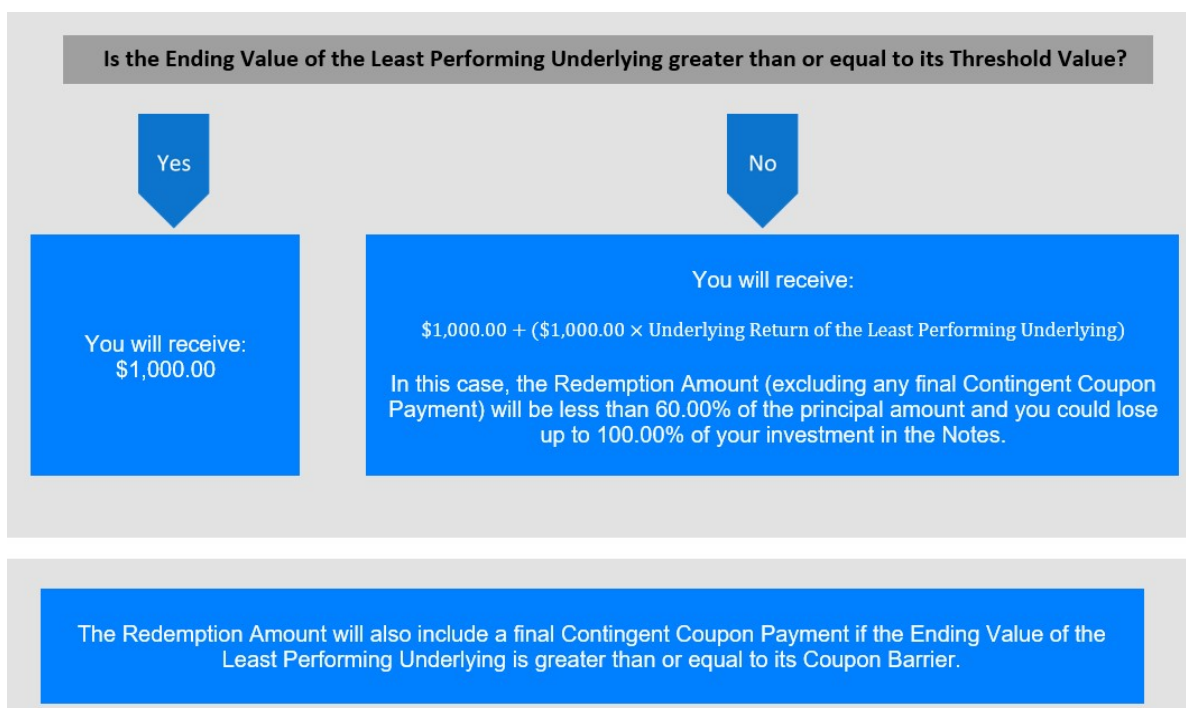 Is the Ending Value of the Least Performing Underlying greater than or equal to its Threshold Value?
Yes
No
You will receive:
$1,000.00
You will receive:
$1,000.00 + ($1,000.00 × Underlying Return of the Least Performing Underlying)
In this case, the Redemption Amount (excluding any final Contingent Coupon
Payment) will be less than 60.00% of the principal amount and you could lose
up to 100.00% of your investment in the Notes.
The Redemption Amount will also include a final Contingent Coupon Payment if the Ending Value of the
Least Performing Underlying is greater than or equal to its Coupon Barrier.